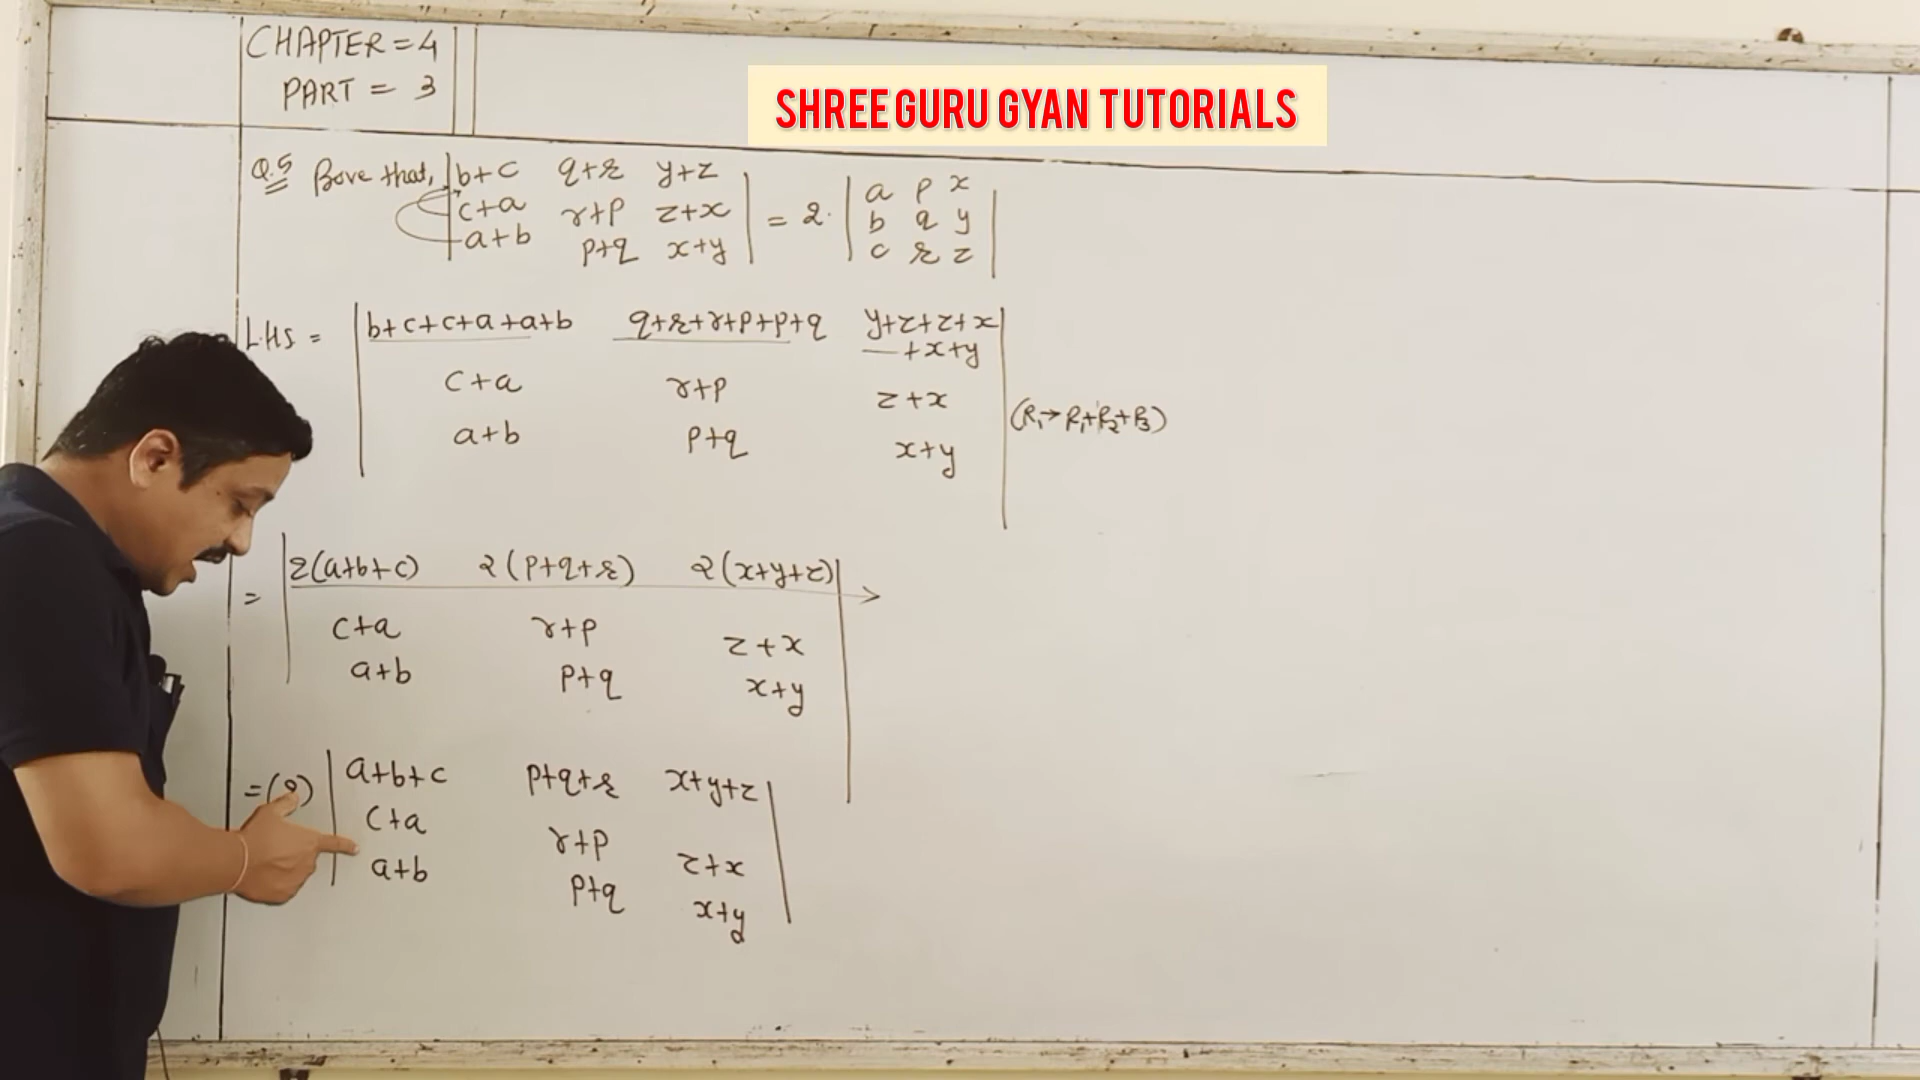 CHAPTER = 4
PART = 3
SHREE GURU GYAN TUTORIALS
Q.5 Prove that, | b+c q+r y+z |
| c+a r+p z+x | = 2. | a p x |
| a+b p+q x+y | | b q y |
| c r z |
LHS = | b+c+c+a+a+b q+r+r+p+p+q y+z+z+x |
+x+y
c+a r+p z+x
(R₁→R₁+R₂+R₃)
a+b p+q x+y
= | 2(a+b+c) 2(p+q+r) 2(x+y+z) | →
c+a r+p z+x
a+b p+q x+y
= (2) | a+b+c p+q+r x+y+z |
c+a r+p z+x
a+b p+q x+y